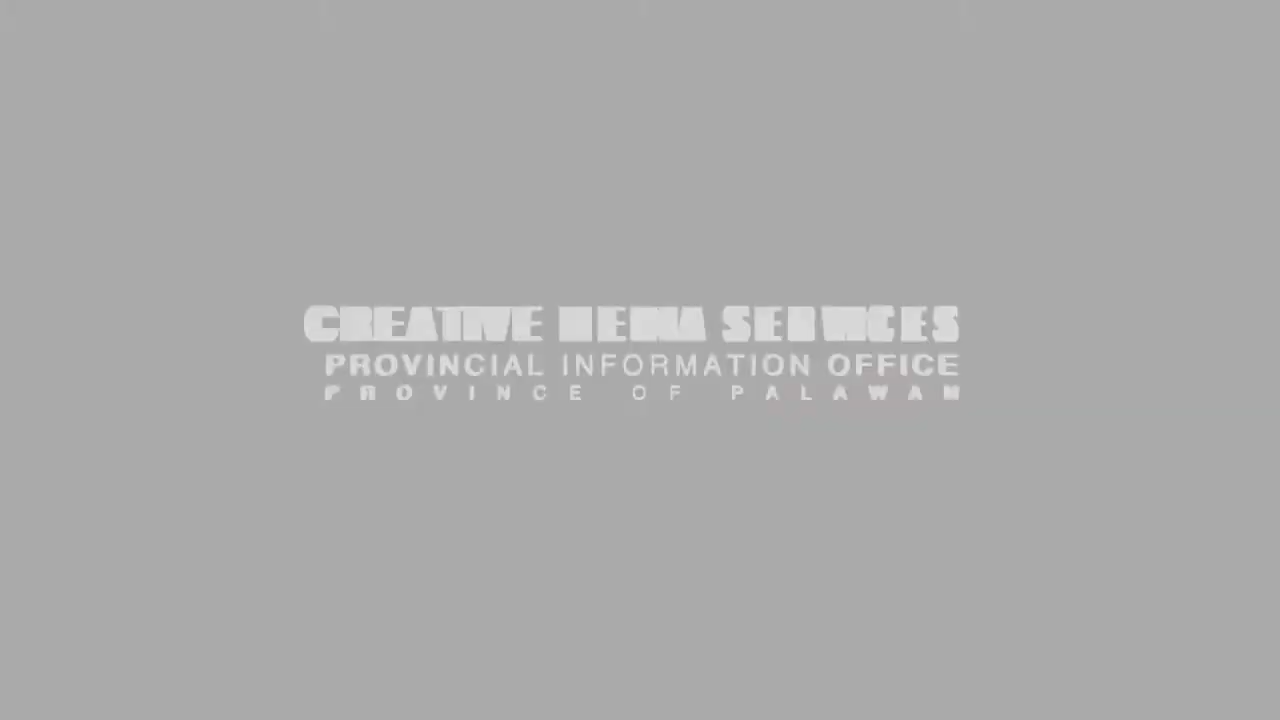 CREATIVE MEDIA SERVICES
PROVINCIAL INFORMATION OFFICE
PROVINCE OF PALAWAN